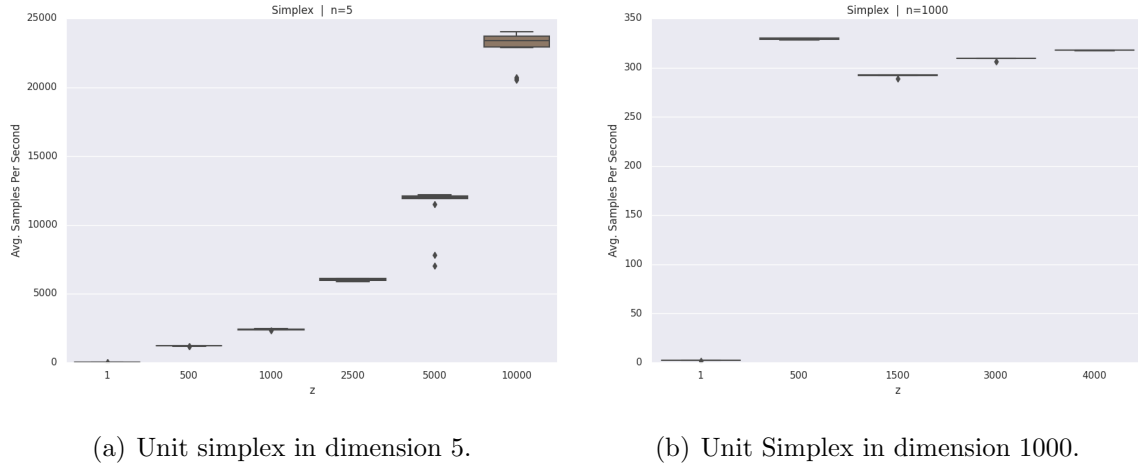 Simplex | n=5
25000
20000
15000
10000
5000
0
Avg. Samples Per Second
1 500 1000 2500 5000 10000
z
(a) Unit simplex in dimension 5.
Simplex | n=1000
350
300
250
200
150
100
50
0
Avg. Samples Per Second
1 500 1500 3000 4000
z
(b) Unit Simplex in dimension 1000.